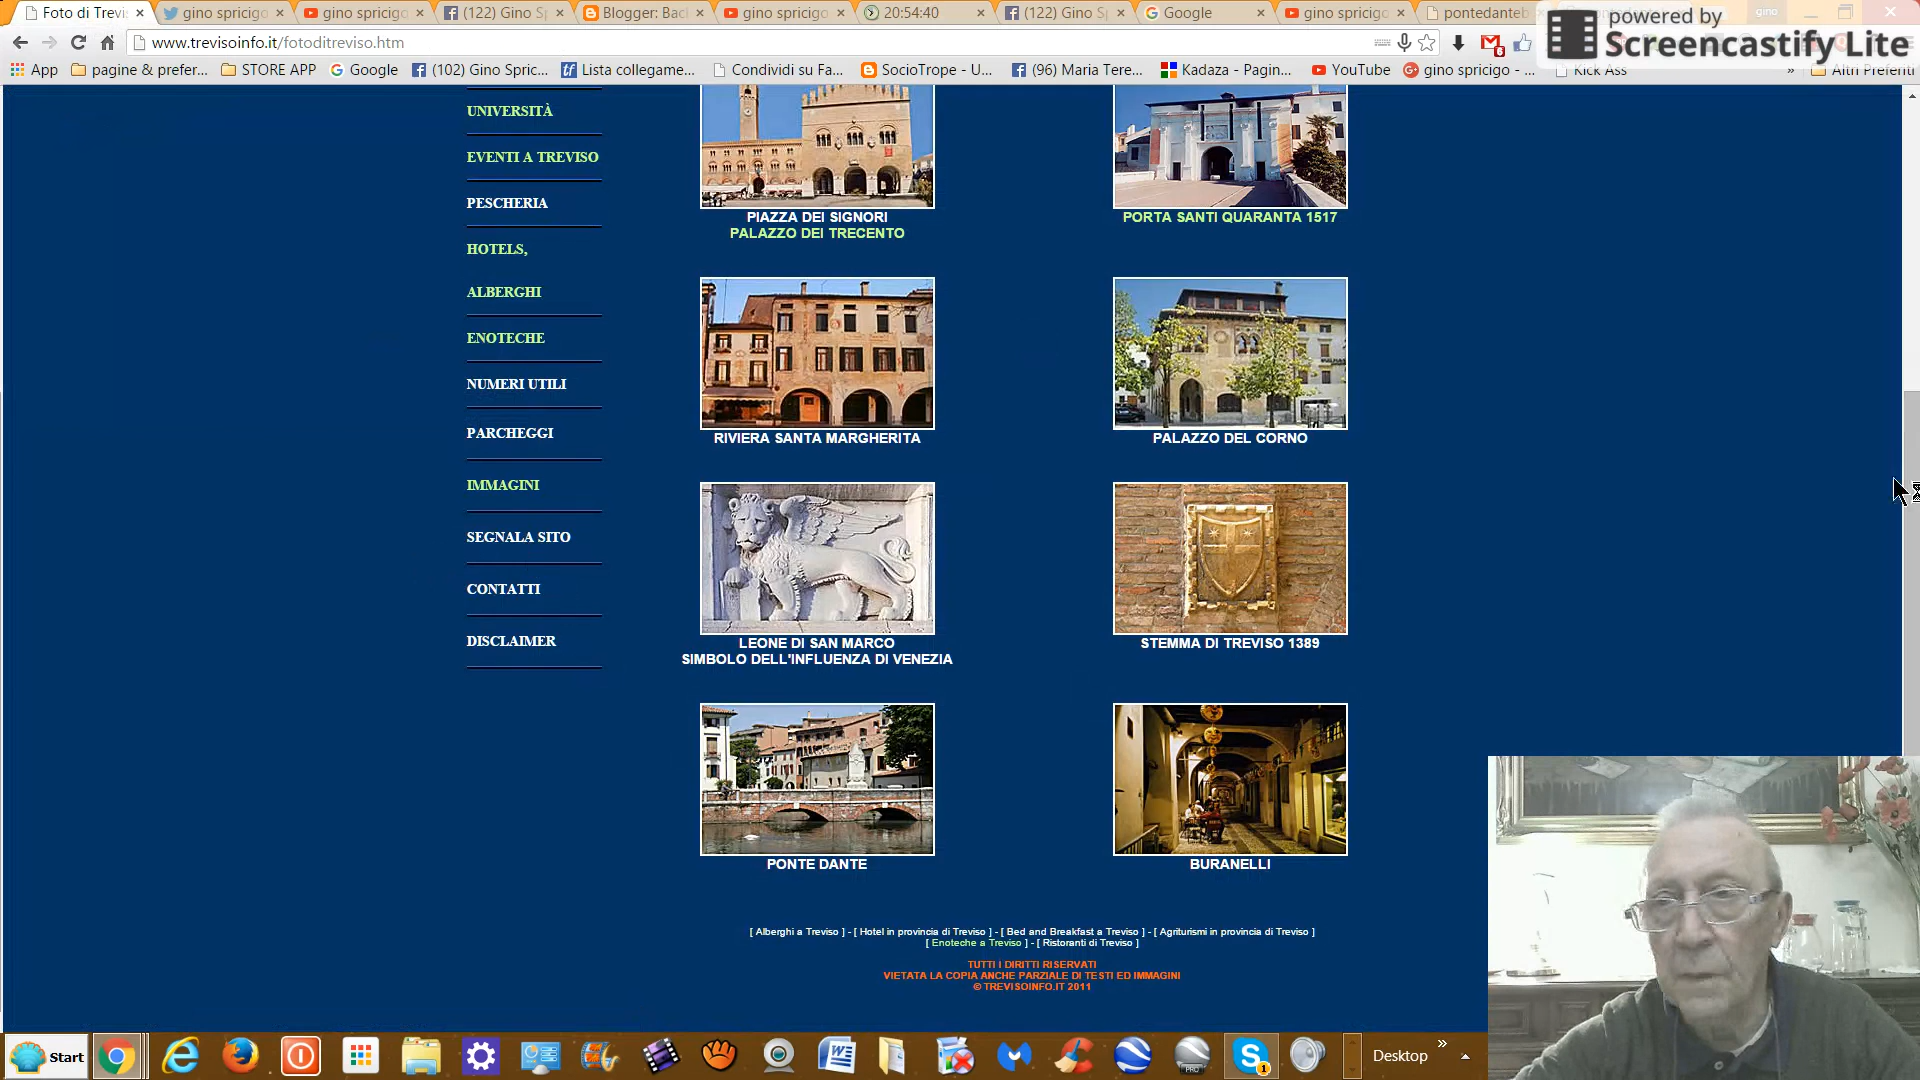 Foto di Trevi
gino spricigo
gino spricigo
(122) Gino Sp
Blogger: Bac
gino spricigo
20:54:40
(122) Gino Sp
Google
gino spricigo
pontedanteb
gino
powered by
Screencastify Lite
www.trevisoinfo.it/fotoditreviso.htm
App
pagine & prefer...
STORE APP
Google
(102) Gino Spric...
Lista collegame...
Condividi su Fa...
SocioTrope - U...
(96) Maria Tere...
Kadaza - Pagin...
YouTube
gino spricigo - ...
Kick Ass
»
Altri Preferiti
UNIVERSITÀ
EVENTI A TREVISO
PESCHERIA
HOTELS,
ALBERGHI
ENOTECHE
NUMERI UTILI
PARCHEGGI
IMMAGINI
SEGNALA SITO
CONTATTI
DISCLAIMER
PIAZZA DEI SIGNORI
PALAZZO DEI TRECENTO
PORTA SANTI QUARANTA 1517
RIVIERA SANTA MARGHERITA
PALAZZO DEL CORNO
LEONE DI SAN MARCO
SIMBOLO DELL'INFLUENZA DI VENEZIA
STEMMA DI TREVISO 1389
PONTE DANTE
BURANELLI
[ Alberghi a Treviso ] - [ Hotel in provincia di Treviso ] - [ Bed and Breakfast a Treviso ] - [ Agriturismi in provincia di Treviso ]
[ Enoteche a Treviso ] - [ Ristoranti di Treviso ]
TUTTI I DIRITTI RISERVATI
VIETATA LA COPIA ANCHE PARZIALE DI TESTI ED IMMAGINI
© TREVISOINFO.IT 2011
Start
PRO
1
Desktop
»